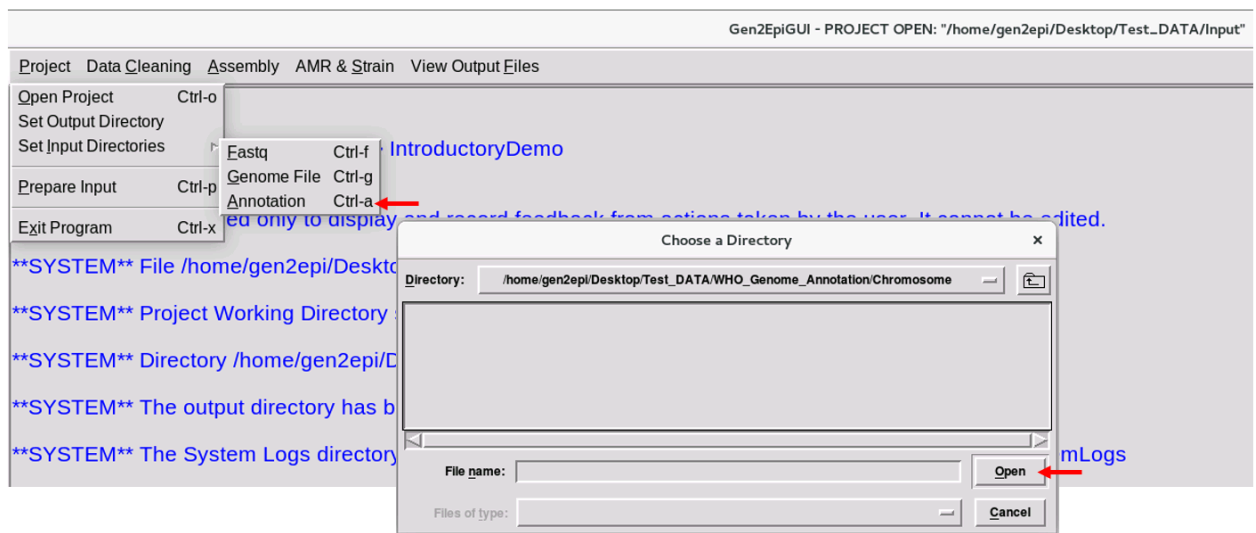 Gen2EpiGUI - PROJECT OPEN: "/home/gen2epi/Desktop/Test_DATA/Input"
Project Data Cleaning Assembly AMR & Strain View Output Files
Open Project Ctrl-o
Set Output Directory
Set Input Directories
Prepare Input Ctrl-p
Exit Program Ctrl-x
Fastq Ctrl-f
Genome File Ctrl-g
Annotation Ctrl-a
IntroductoryDemo
ed only to display and record feedback from actions taken by the user. It cannot be edited.
**SYSTEM** File /home/gen2epi/Deskto
**SYSTEM** Project Working Directory
**SYSTEM** Directory /home/gen2epi/D
**SYSTEM** The output directory has b
**SYSTEM** The System Logs directory
mLogs
Choose a Directory
Directory: /home/gen2epi/Desktop/Test_DATA/WHO_Genome_Annotation/Chromosome
File name: Open
Files of type: Cancel